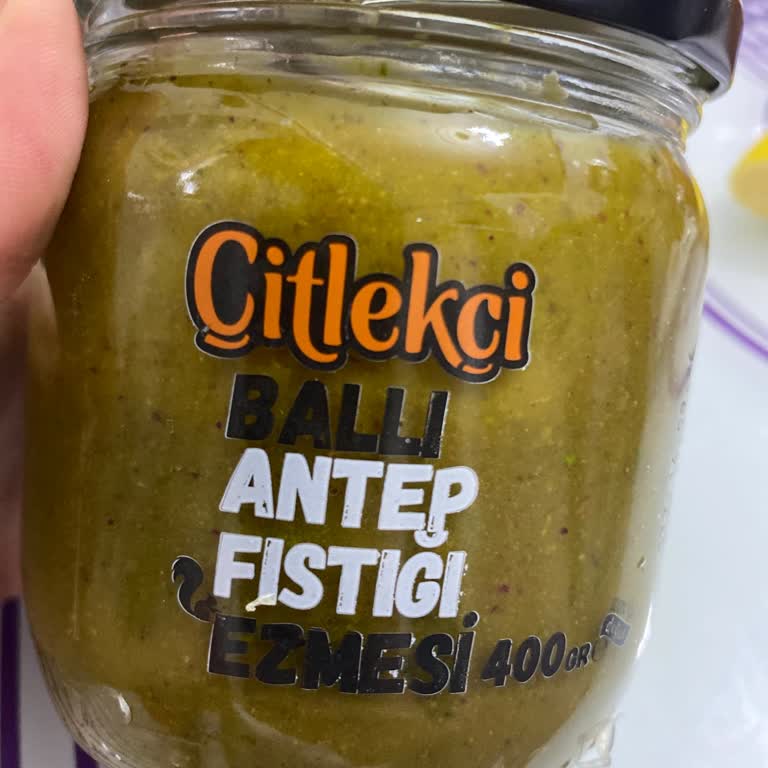 Çitlekçi
BALLI
ANTEP
FISTIĞI
EZMESİ 400GR